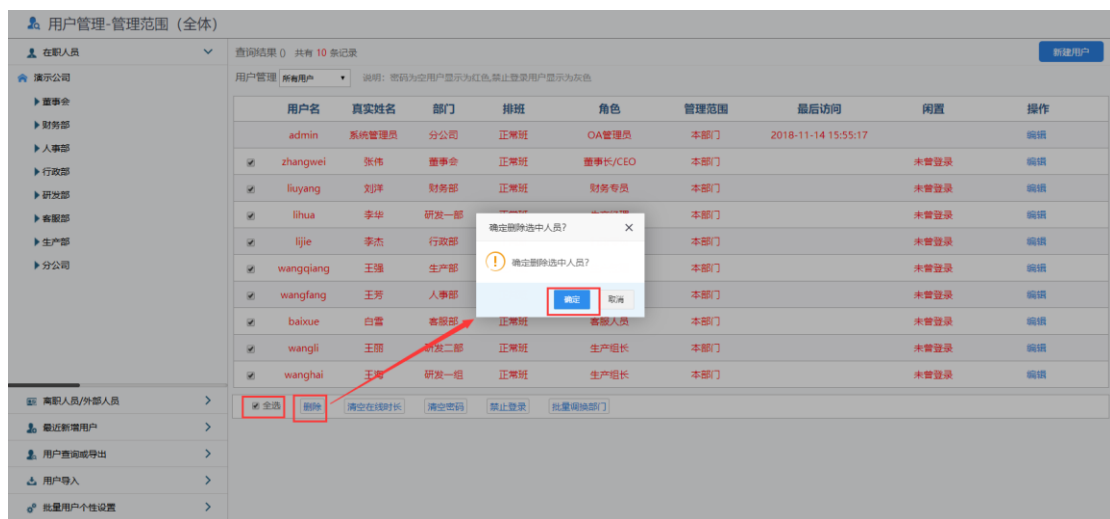 用户管理-管理范围（全体）
在职人员
演示公司
董事会
财务部
人事部
行政部
研发部
客服部
生产部
分公司
离职人员/外部人员
最近新增用户
用户查询或导出
用户导入
批量用户个性设置
查询结果 () 共有 10 条记录
新建用户
用户管理 所有用户 说明：密码为空用户显示为红色,禁止登录用户显示为灰色
用户名 真实姓名 部门 排班 角色 管理范围 最后访问 闲置 操作
admin 系统管理员 分公司 正常班 OA管理员 本部门 2018-11-14 15:55:17 编辑
zhangwei 张伟 董事会 正常班 董事长/CEO 本部门 未曾登录 编辑
liuyang 刘洋 财务部 正常班 财务专员 本部门 未曾登录 编辑
lihua 李华 研发一部 本部门 未曾登录 编辑
lijie 李杰 行政部 本部门 未曾登录 编辑
wangqiang 王强 生产部 本部门 未曾登录 编辑
wangfang 王芳 人事部 本部门 未曾登录 编辑
baixue 白雪 客服部 正常班 客服人员 本部门 未曾登录 编辑
wangli 王丽 研发二部 正常班 生产组长 本部门 未曾登录 编辑
wanghai 王海 研发一组 正常班 生产组长 本部门 未曾登录 编辑
全选 删除 清空在线时长 清空密码 禁止登录 批量调换部门
确定删除选中人员?
确定删除选中人员?
确定 取消